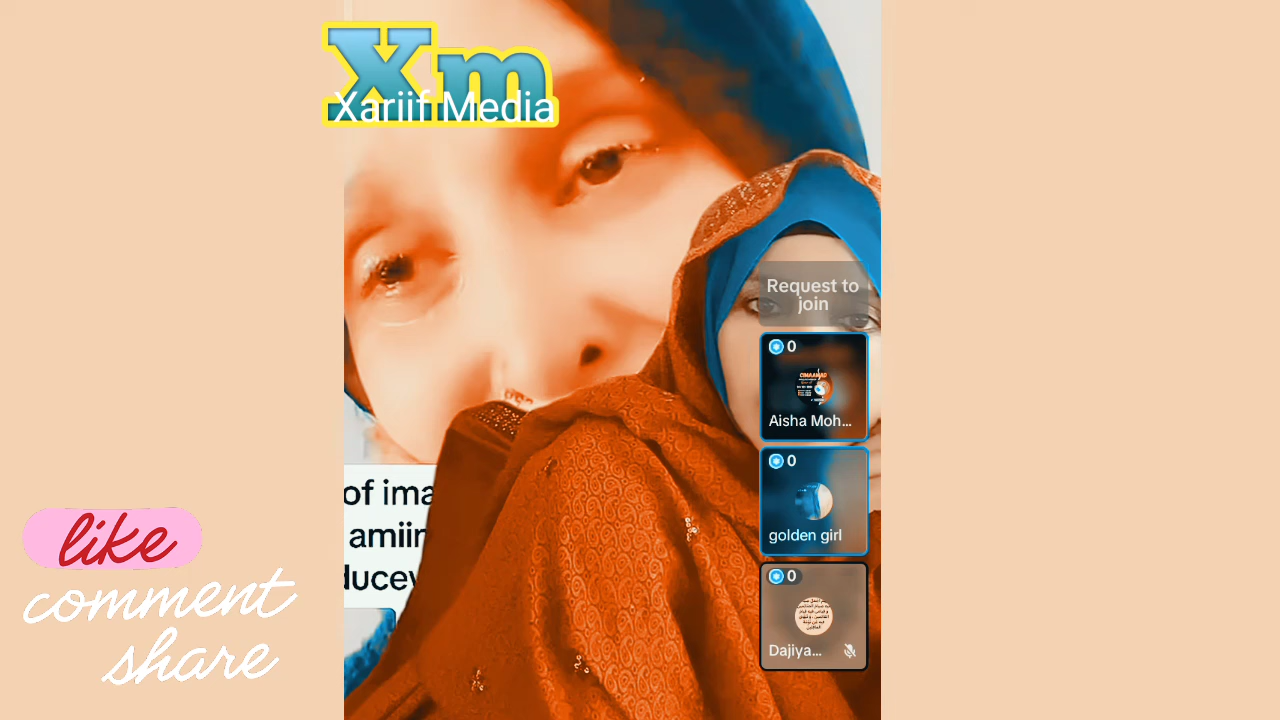 Xm
Xariif Media
Request to
join
0
Aisha Moh...
0
golden girl
0
Dajiya...
of ima
amiin
ducev
like
comment
share